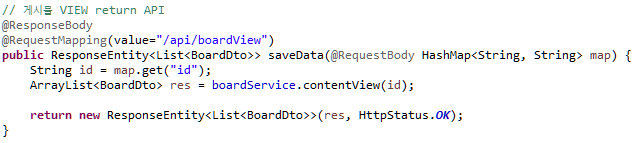 // 게시물 VIEW return API
@ResponseBody
@RequestMapping(value="/api/boardView")
public ResponseEntity<List<BoardDto>> saveData(@RequestBody HashMap<String, String> map) {
    String id = map.get("id");
    ArrayList<BoardDto> res = boardService.contentView(id);

    return new ResponseEntity<List<BoardDto>>(res, HttpStatus.OK);
}